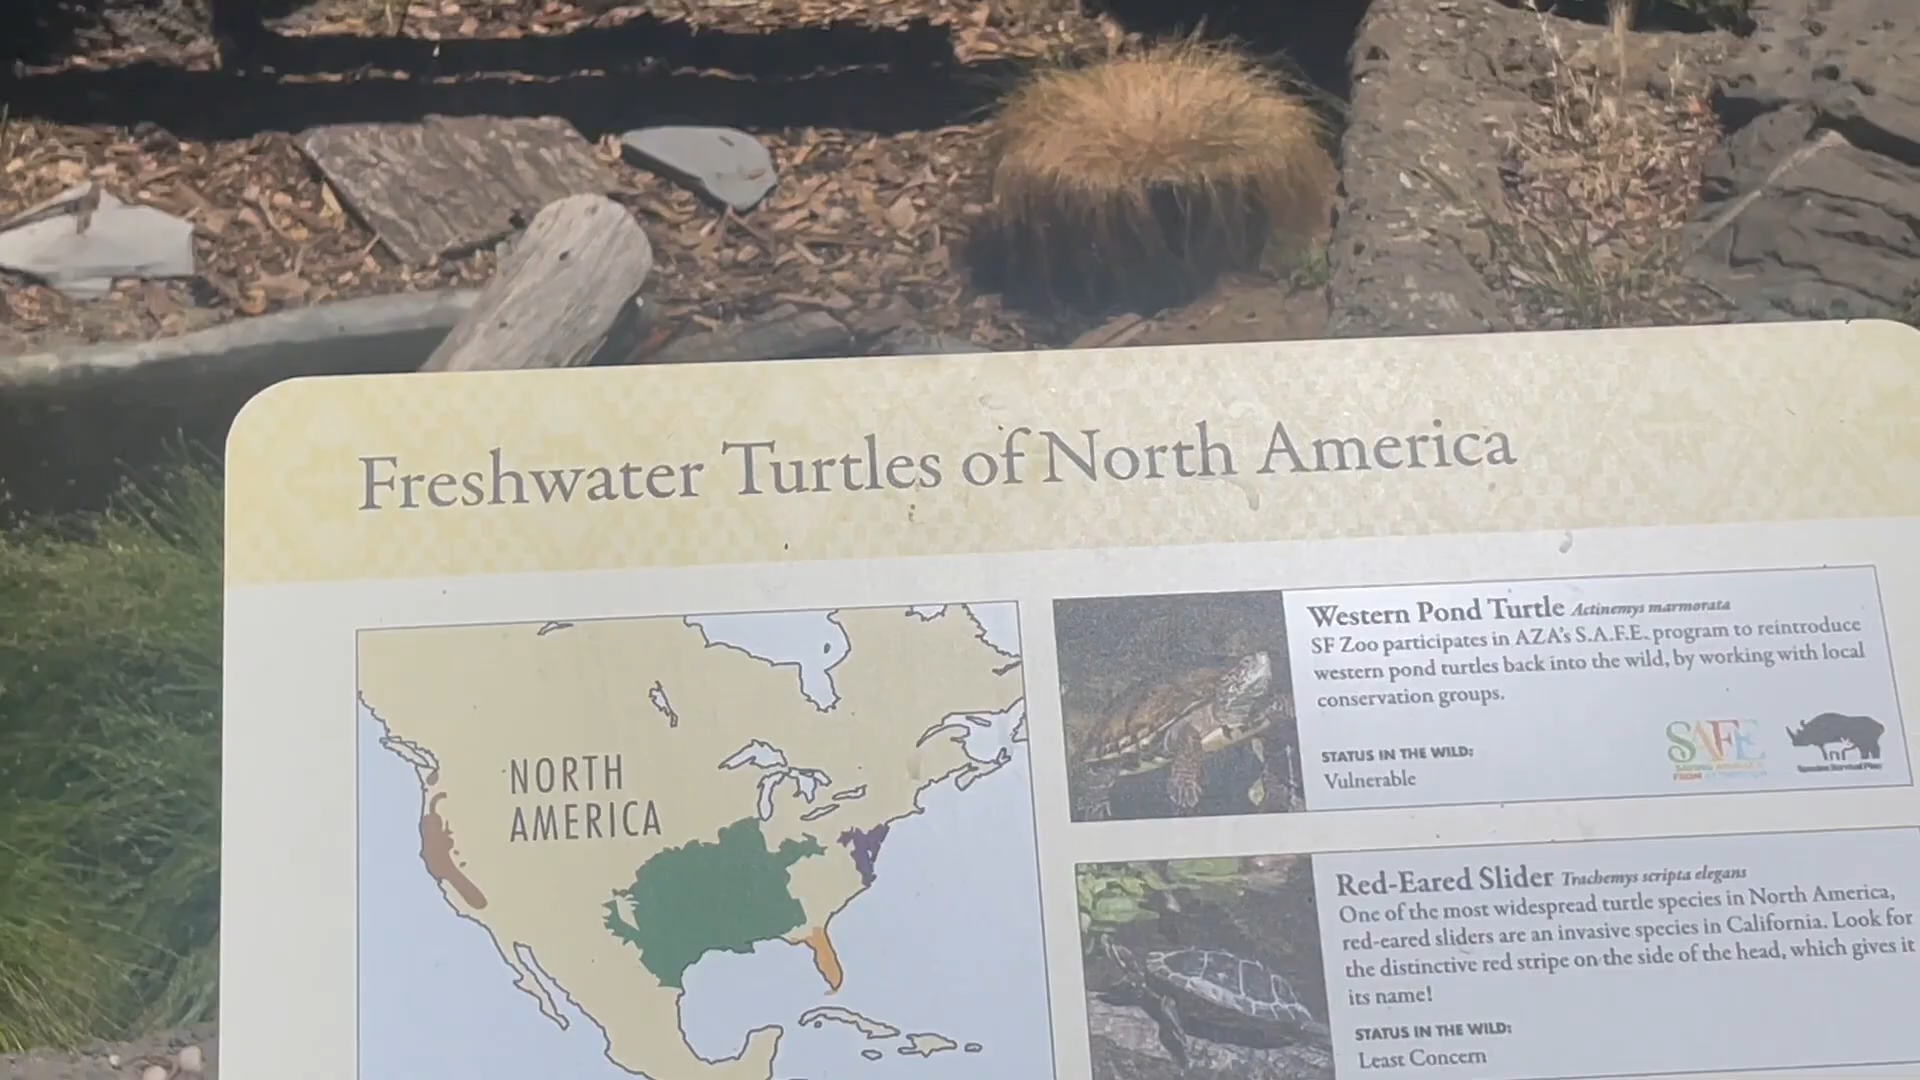 Freshwater Turtles of North America
NORTH
AMERICA
Western Pond Turtle Actinemys marmorata
SF Zoo participates in AZA's S.A.F.E. program to reintroduce
western pond turtles back into the wild, by working with local
conservation groups.
STATUS IN THE WILD:
Vulnerable
SAFE
Red-Eared Slider Trachemys scripta elegans
One of the most widespread turtle species in North America,
red-eared sliders are an invasive species in California. Look for
the distinctive red stripe on the side of the head, which gives it
its name!
STATUS IN THE WILD:
Least Concern